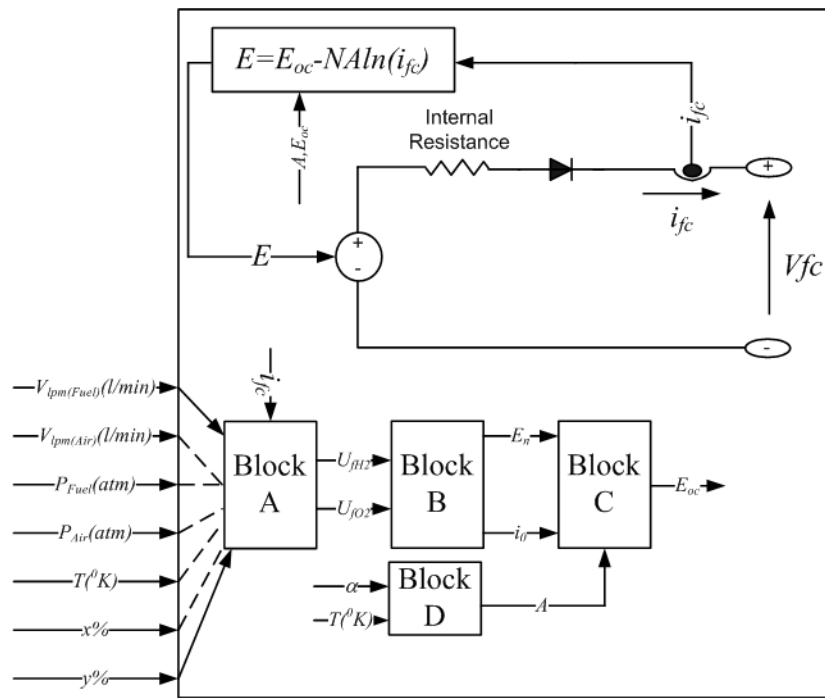 E=Eoc-NAln(ifc)
A,Eoc
Internal
Resistance
ifc
+
ifc
E
+
-
Vfc
-
Vlpm(Fuel)(l/min)
ifc
Vlpm(Air)(l/min)
PFuel(atm)
PAir(atm)
T(⁰K)
x%
y%
Block
A
UfH2
UfO2
Block
B
En
i0
Block
C
Eoc
α
T(⁰K)
Block
D
A